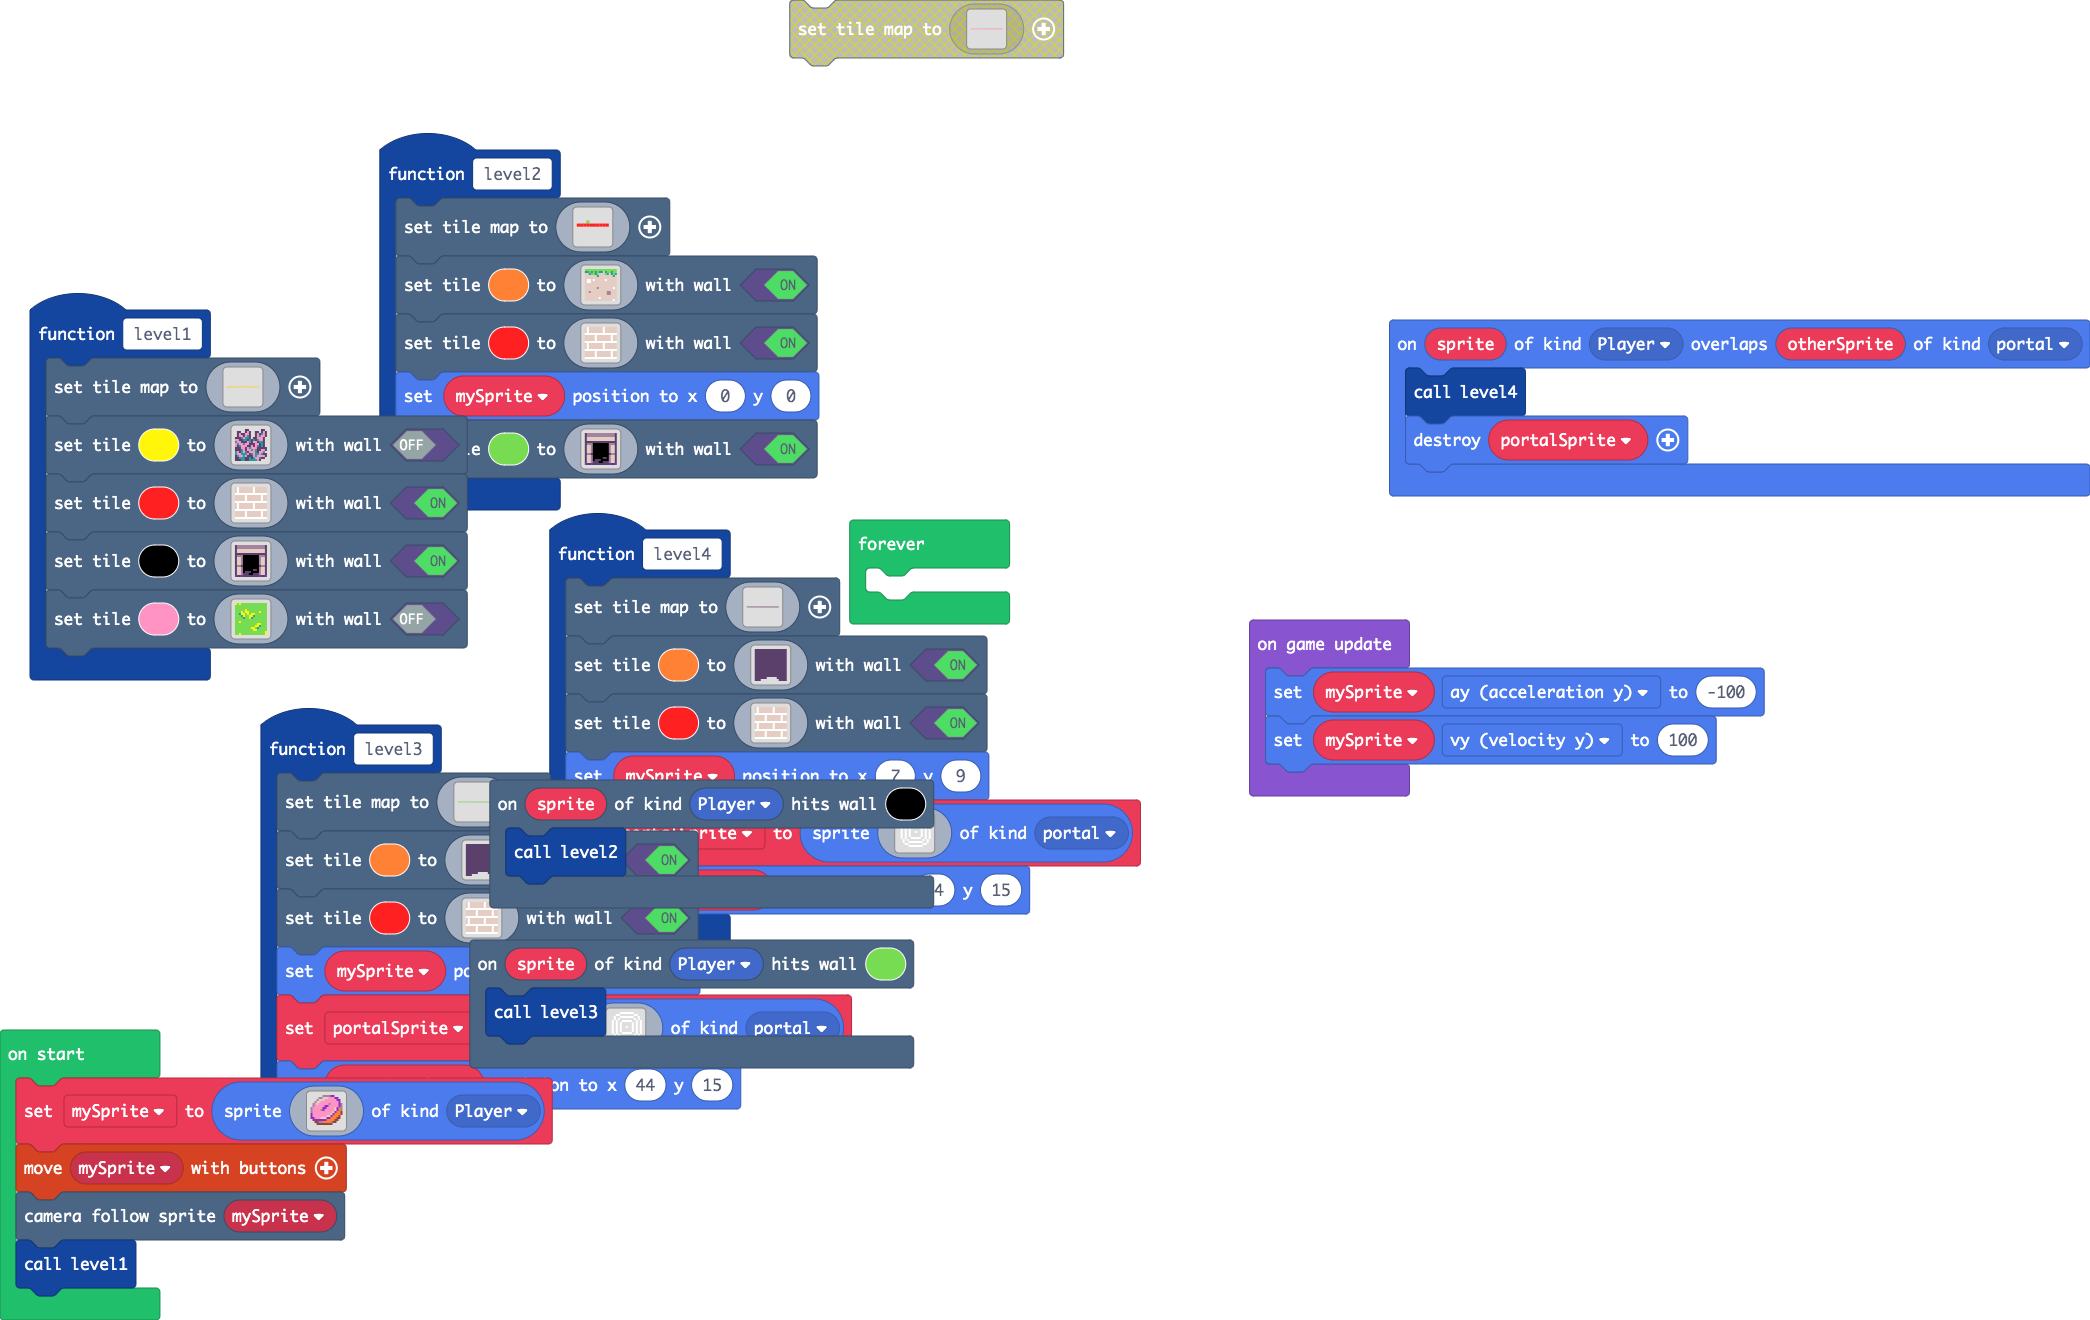 set tile map to
function level2
set tile map to
set tile to with wall ON
set tile to with wall ON
set mySprite position to x 0 y 0
to with wall ON
function level1
set tile map to
set tile to with wall OFF
set tile to with wall ON
set tile to with wall ON
set tile to with wall OFF
on sprite of kind Player overlaps otherSprite of kind portal
call level4
destroy portalSprite
function level4
set tile map to
set tile to with wall ON
set tile to with wall ON
set mySprite position to x 7 y 9
to sprite of kind portal
4 y 15
forever
on game update
set mySprite ay (acceleration y) to -100
set mySprite vy (velocity y) to 100
function level3
set tile map to
set tile to ON
set tile to with wall ON
set mySprite
set portalSprite of kind portal
to x 44 y 15
on sprite of kind Player hits wall
call level2
on sprite of kind Player hits wall
call level3
on start
set mySprite to sprite of kind Player
move mySprite with buttons
camera follow sprite mySprite
call level1